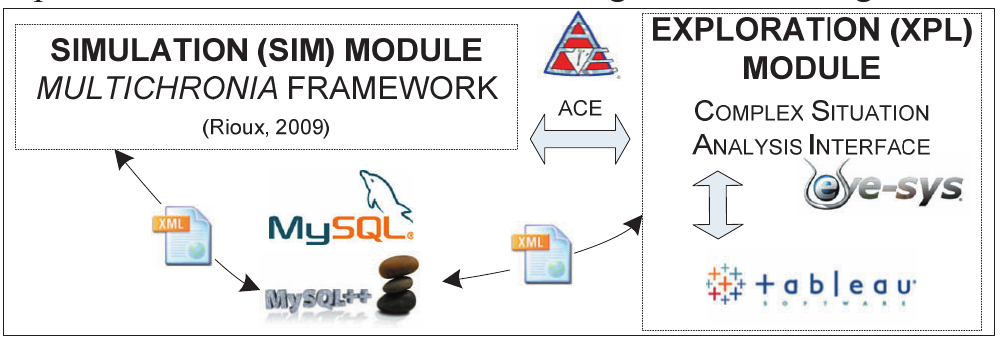 SIMULATION (SIM) MODULE
MULTICHRONIA FRAMEWORK
(Rioux, 2009)
ACE
EXPLORATION (XPL)
MODULE
COMPLEX SITUATION
ANALYSIS INTERFACE
eye-sys
XML
MySQL
MySQL++
XML
+ableau
SOFTWARE